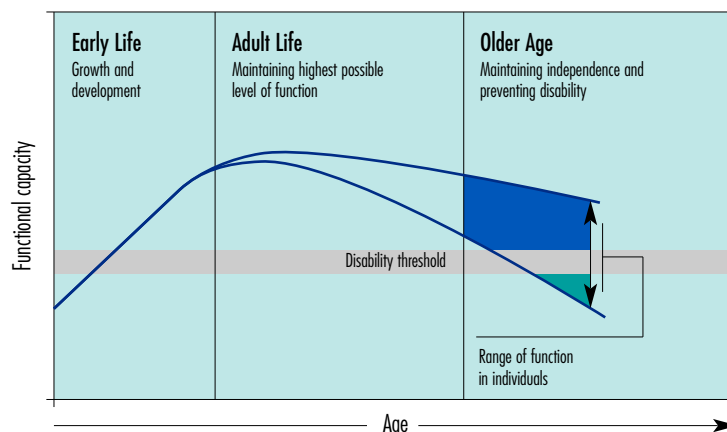 Early Life
Growth and
development
Adult Life
Maintaining highest possible
level of function
Older Age
Maintaining independence and
preventing disability
Functional capacity
Disability threshold
Range of function
in individuals
Age